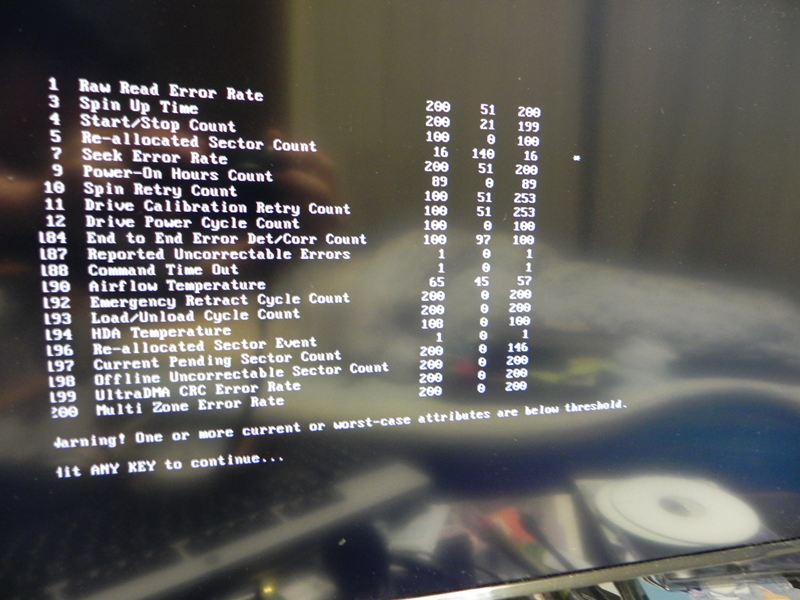 1 Raw Read Error Rate 200 51 200
3 Spin Up Time 200 21 199
4 Start/Stop Count 100 0 100
5 Re-allocated Sector Count 16 140 16 *
7 Seek Error Rate 200 51 200
9 Power-On Hours Count 89 0 89
10 Spin Retry Count 100 51 253
11 Drive Calibration Retry Count 100 51 253
12 Drive Power Cycle Count 100 0 100
184 End to End Error Det/Corr Count 100 97 100
187 Reported Uncorrectable Errors 1 0 1
188 Command Time Out 1 0 1
190 Airflow Temperature 65 45 57
192 Emergency Retract Cycle Count 200 0 200
193 Load/Unload Cycle Count 200 0 200
194 HDA Temperature 108 0 100
196 Re-allocated Sector Event 1 0 1
197 Current Pending Sector Count 200 0 146
198 Offline Uncorrectable Sector Count 200 0 200
199 UltraDMA CRC Error Rate 200 0 200
200 Multi Zone Error Rate 200 0 200
Warning! One or more current or worst-case attributes are below threshold.
Hit ANY KEY to continue...